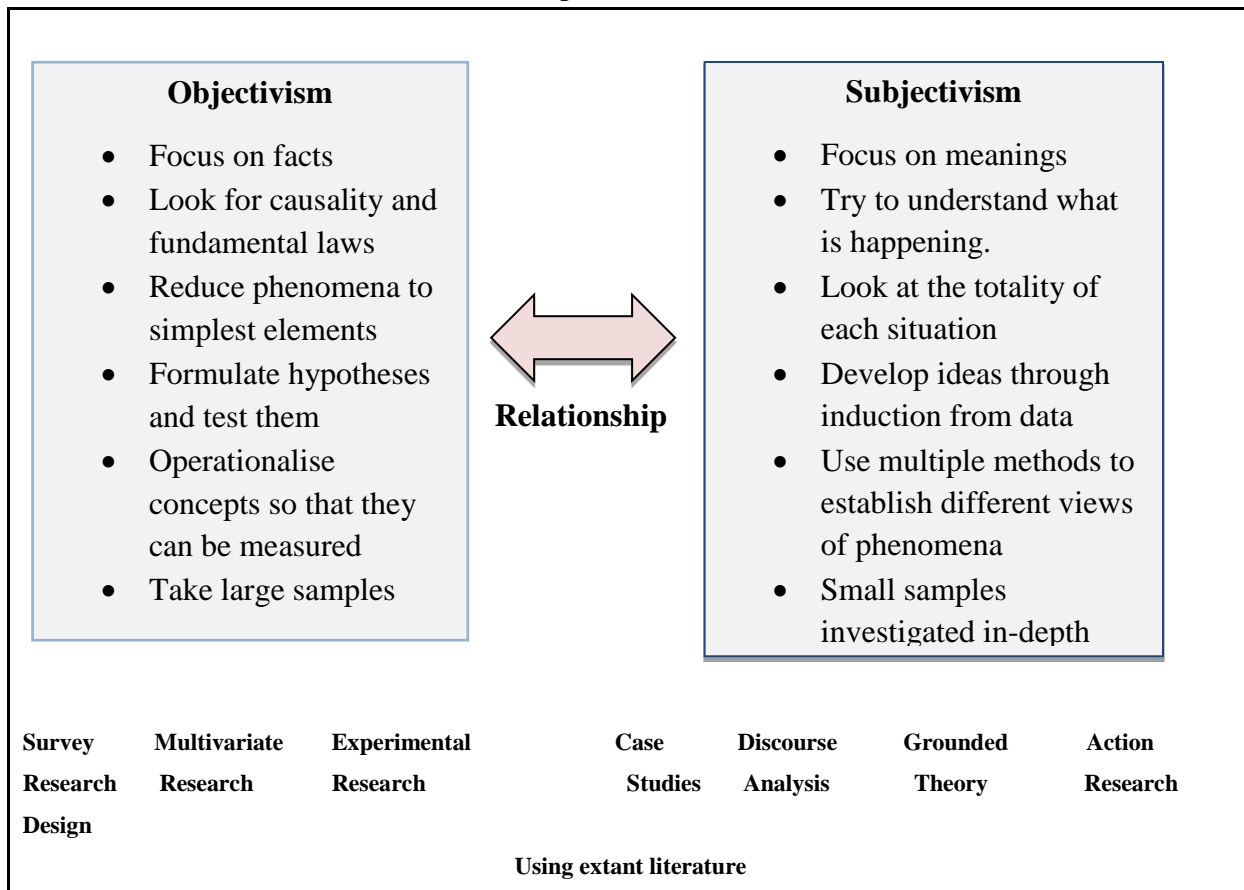 Objectivism
• Focus on facts
• Look for causality and
fundamental laws
• Reduce phenomena to
simplest elements
• Formulate hypotheses
and test them
• Operationalise
concepts so that they
can be measured
• Take large samples
Relationship
Subjectivism
• Focus on meanings
• Try to understand what
is happening.
• Look at the totality of
each situation
• Develop ideas through
induction from data
• Use multiple methods to
establish different views
of phenomena
• Small samples
investigated in-depth
Survey Multivariate Experimental Case Discourse Grounded Action
Research Research Research Studies Analysis Theory Research
Design
Using extant literature